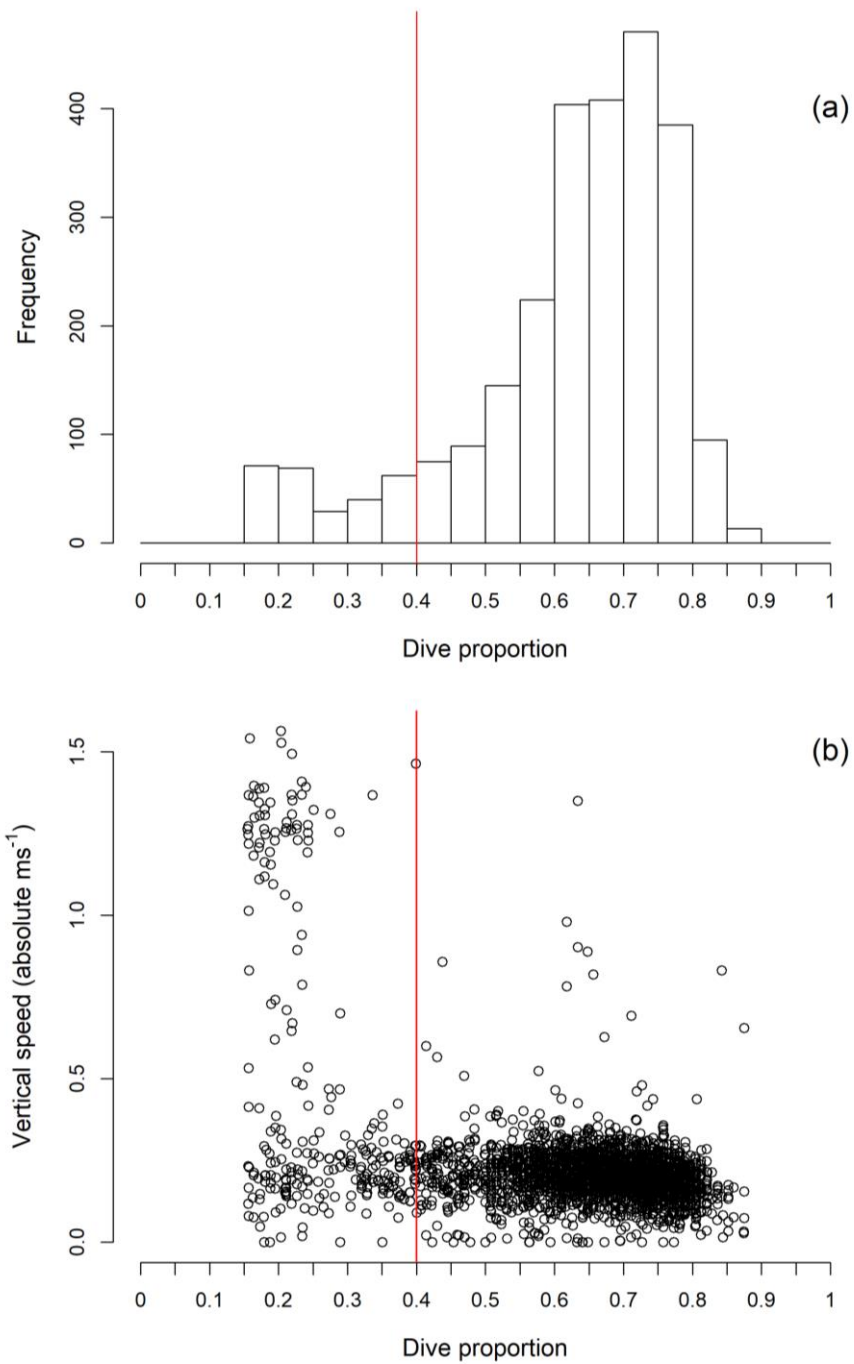 (a)
400
300
200
100
0
Frequency
0 0.1 0.2 0.3 0.4 0.5 0.6 0.7 0.8 0.9 1
Dive proportion
(b)
1.5
1.0
0.5
0.0
Vertical speed (absolute ms⁻¹)
0 0.1 0.2 0.3 0.4 0.5 0.6 0.7 0.8 0.9 1
Dive proportion